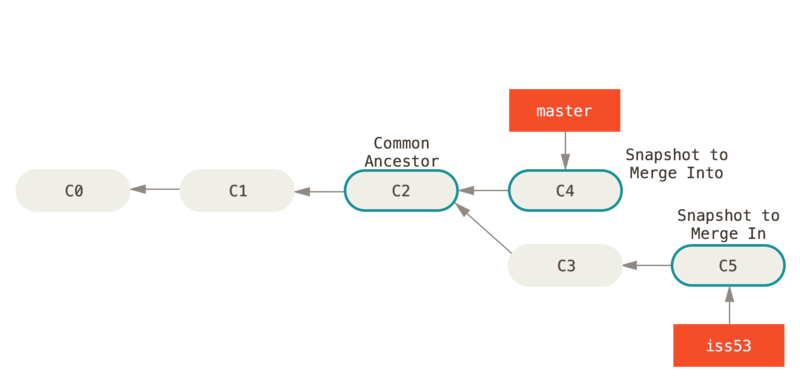 master
Common
Ancestor
Snapshot to
Merge Into
C0
C1
C2
C4
Snapshot to
Merge In
C3
C5
iss53